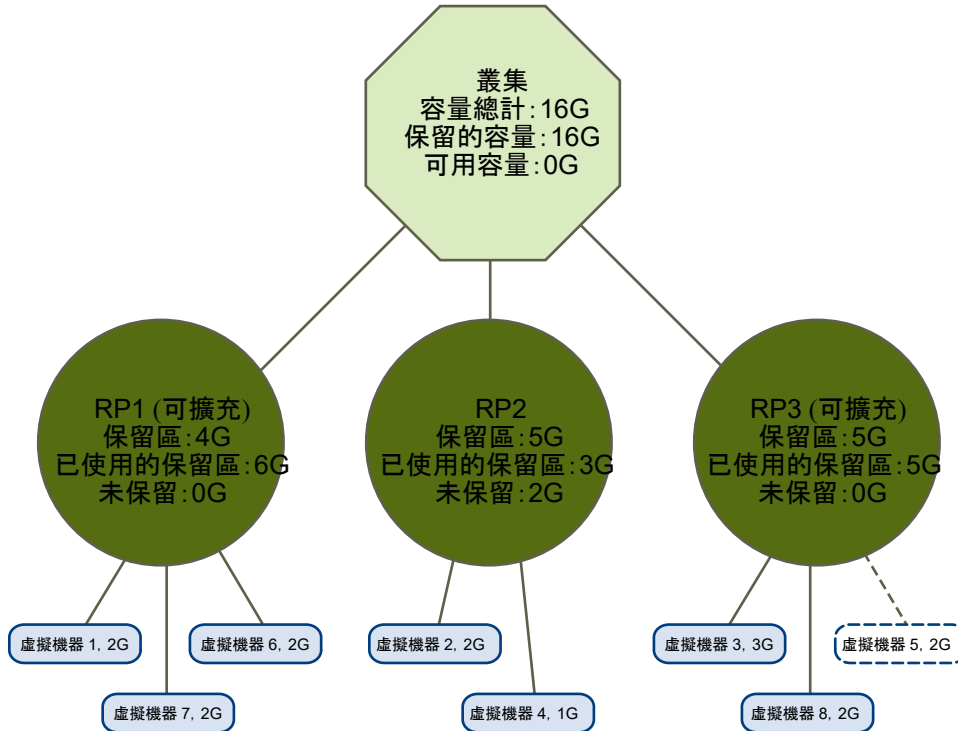 叢集
容量總計:16G
保留的容量:16G
可用容量:0G
RP1 (可擴充)
保留區:4G
已使用的保留區:6G
未保留:0G
RP2
保留區:5G
已使用的保留區:3G
未保留:2G
RP3 (可擴充)
保留區:5G
已使用的保留區:5G
未保留:0G
虛擬機器 1, 2G
虛擬機器 6, 2G
虛擬機器 2, 2G
虛擬機器 3, 3G
虛擬機器 5, 2G
虛擬機器 7, 2G
虛擬機器 4, 1G
虛擬機器 8, 2G